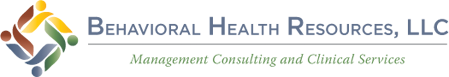 Behavioral Health Resources, LLC
Management Consulting and Clinical Services